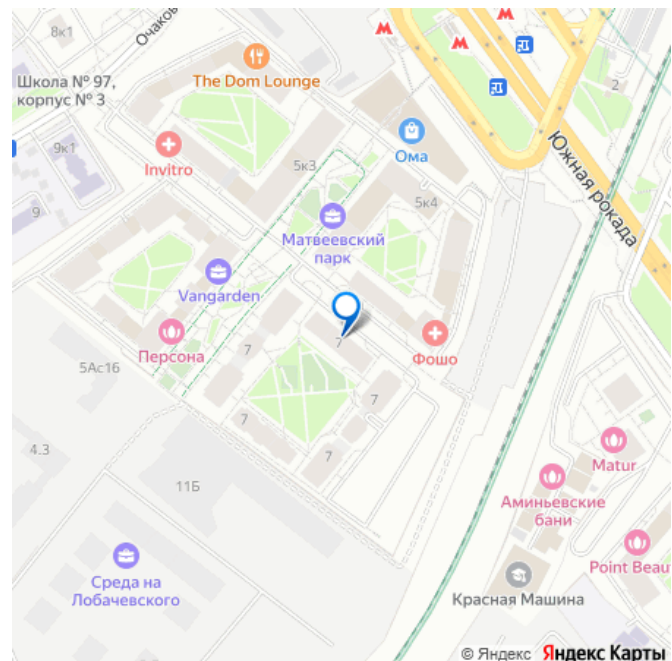 8к1
Очаков
М
М
М
2
The Dom Lounge
Школа № 97,
корпус № 3
Ома
Южная рокада
9к1
Invitro
5к3
9
5к4
Матвеевский
парк
Vangarden
Персона
7
7
Фошо
5Ас16
7
7
7
4.3
11Б
Matur
Аминьевские
бани
Point Beau
Среда на
Лобачевского
Красная Машина
© Яндекс Яндекс Карты